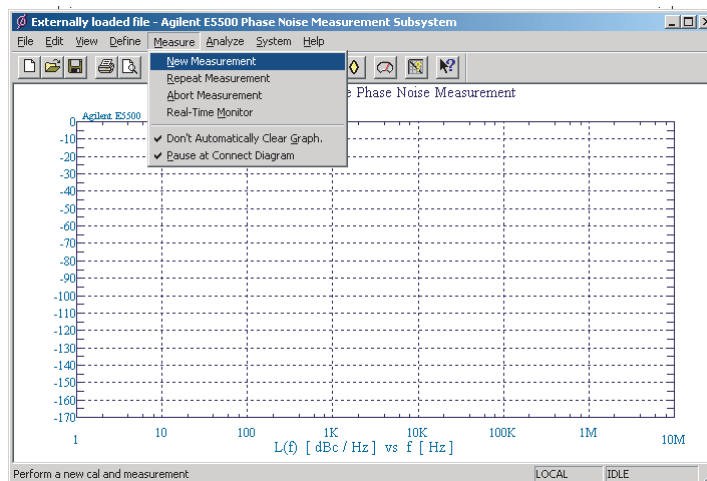 Externally loaded file - Agilent E5500 Phase Noise Measurement Subsystem
File Edit View Define Measure Analyze System Help
New Measurement
Repeat Measurement
Abort Measurement
Real-Time Monitor
Don't Automatically Clear Graph.
Pause at Connect Diagram
e Phase Noise Measurement
Agilent E5500
0
-10
-20
-30
-40
-50
-60
-70
-80
-90
-100
-110
-120
-130
-140
-150
-160
-170
1 10 100 1K 10K 100K 1M 10M
L(f) [ dBc / Hz ] vs f [ Hz ]
Perform a new cal and measurement LOCAL IDLE